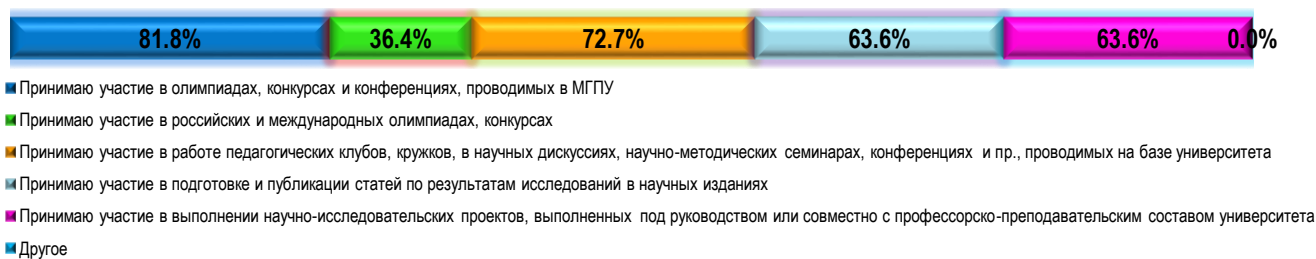 81.8% 36.4% 72.7% 63.6% 63.6% 0.0%
Принимаю участие в олимпиадах, конкурсах и конференциях, проводимых в МГПУ
Принимаю участие в российских и международных олимпиадах, конкурсах
Принимаю участие в работе педагогических клубов, кружков, в научных дискуссиях, научно-методических семинарах, конференциях и пр., проводимых на базе университета
Принимаю участие в подготовке и публикации статей по результатам исследований в научных изданиях
Принимаю участие в выполнении научно-исследовательских проектов, выполненных под руководством или совместно с профессорско-преподавательским составом университета
Другое